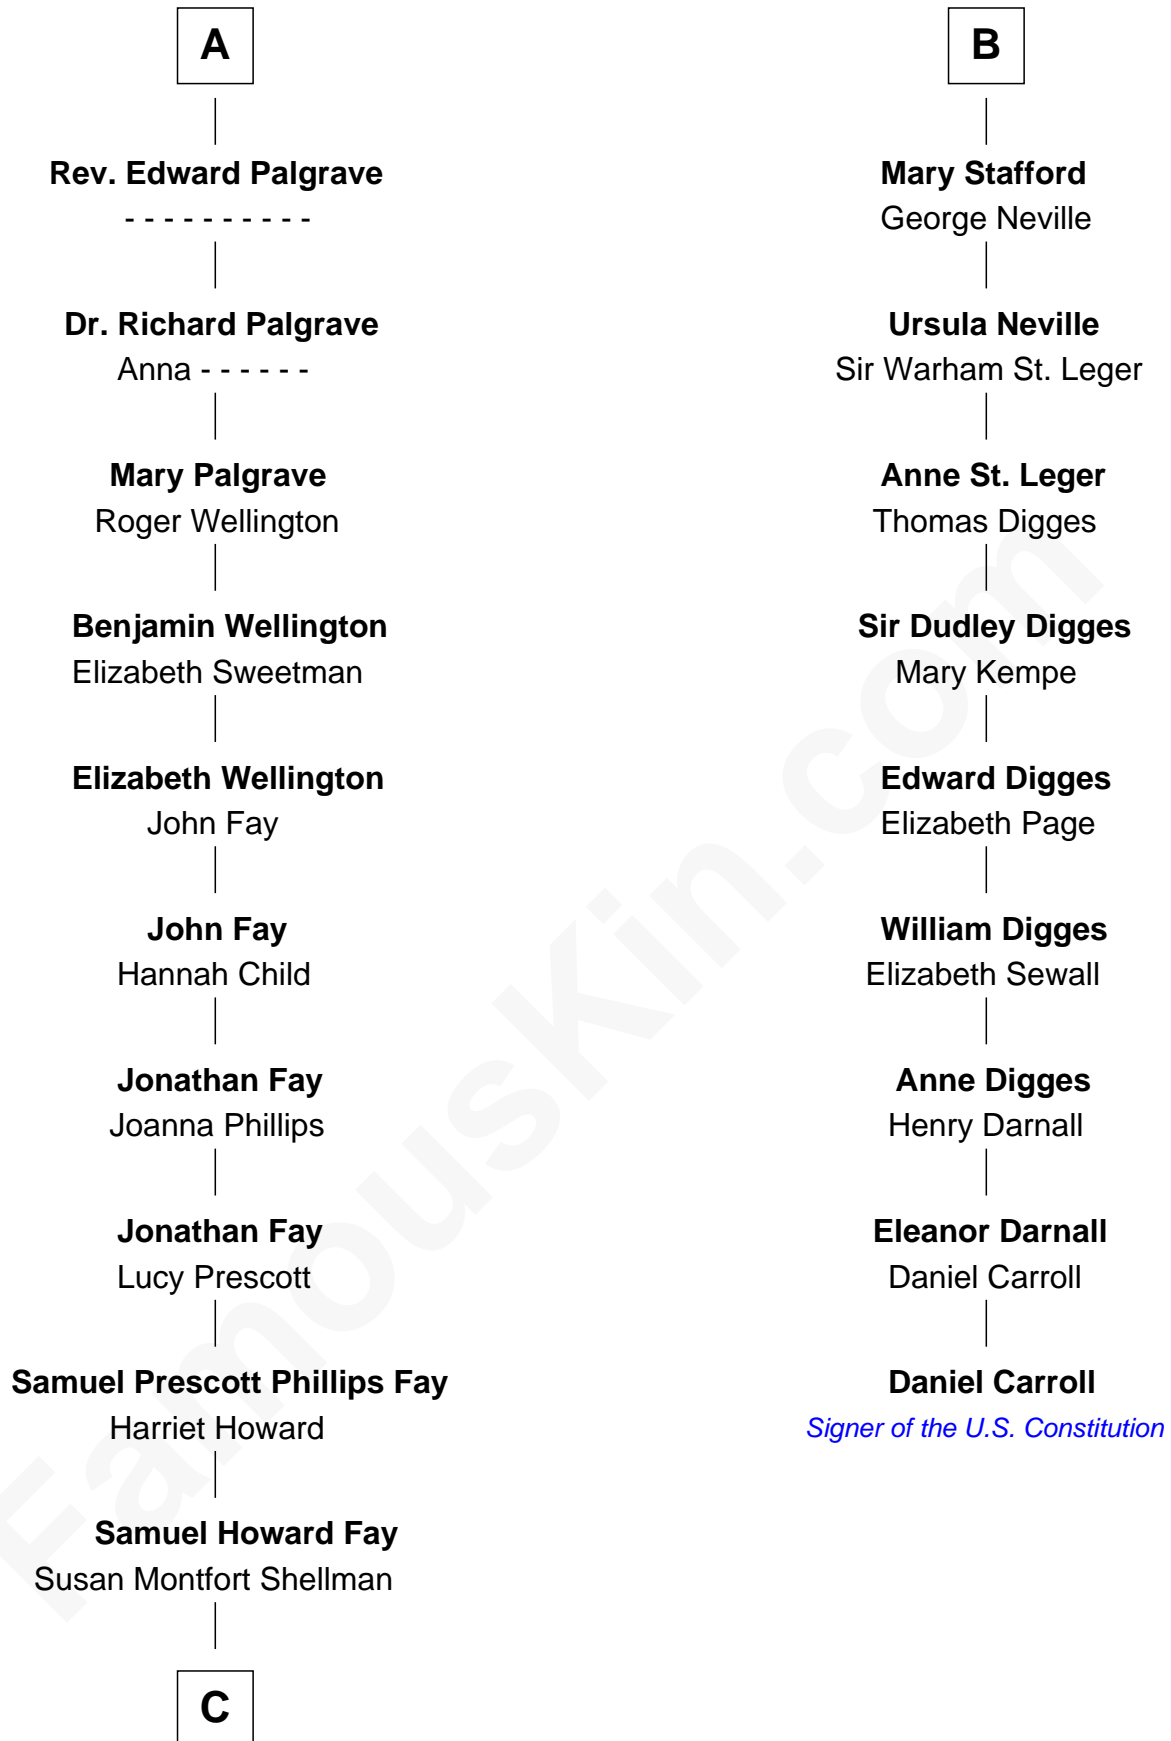 A
Rev. Edward Palgrave
- - - - - - - - - -
Dr. Richard Palgrave
Anna - - - - - -
Mary Palgrave
Roger Wellington
Benjamin Wellington
Elizabeth Sweetman
Elizabeth Wellington
John Fay
John Fay
Hannah Child
Jonathan Fay
Joanna Phillips
Jonathan Fay
Lucy Prescott
Samuel Prescott Phillips Fay
Harriet Howard
Samuel Howard Fay
Susan Montfort Shellman
C
B
Mary Stafford
George Neville
Ursula Neville
Sir Warham St. Leger
Anne St. Leger
Thomas Digges
Sir Dudley Digges
Mary Kempe
Edward Digges
Elizabeth Page
William Digges
Elizabeth Sewall
Anne Digges
Henry Darnall
Eleanor Darnall
Daniel Carroll
Daniel Carroll
Signer of the U.S. Constitution
FamousKin.com